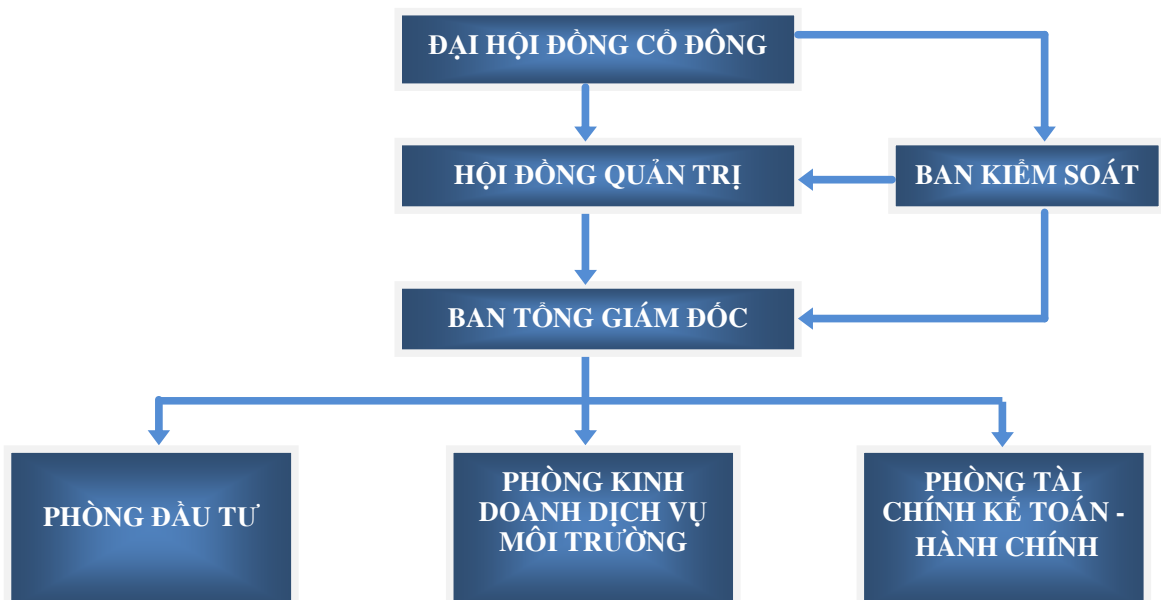 ĐẠI HỘI ĐỒNG CỔ ĐÔNG
HỘI ĐỒNG QUẢN TRỊ
BAN KIỂM SOÁT
BAN TỔNG GIÁM ĐỐC
PHÒNG ĐẦU TƯ
PHÒNG KINH
DOANH DỊCH VỤ
MÔI TRƯỜNG
PHÒNG TÀI
CHÍNH KẾ TOÁN -
HÀNH CHÍNH